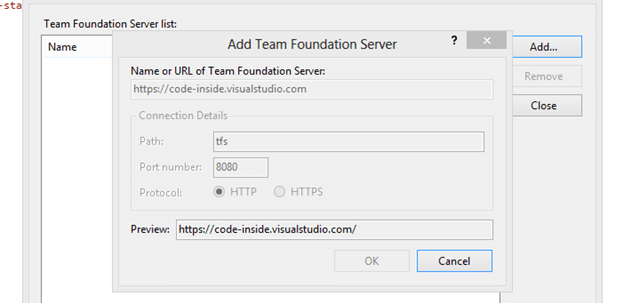 -sta
Team Foundation Server list:
Name
Add...
Remove
Close
Add Team Foundation Server
?
Name or URL of Team Foundation Server:
https://code-inside.visualstudio.com
Connection Details
Path: tfs
Port number: 8080
Protocol: HTTP HTTPS
Preview: https://code-inside.visualstudio.com/
OK Cancel